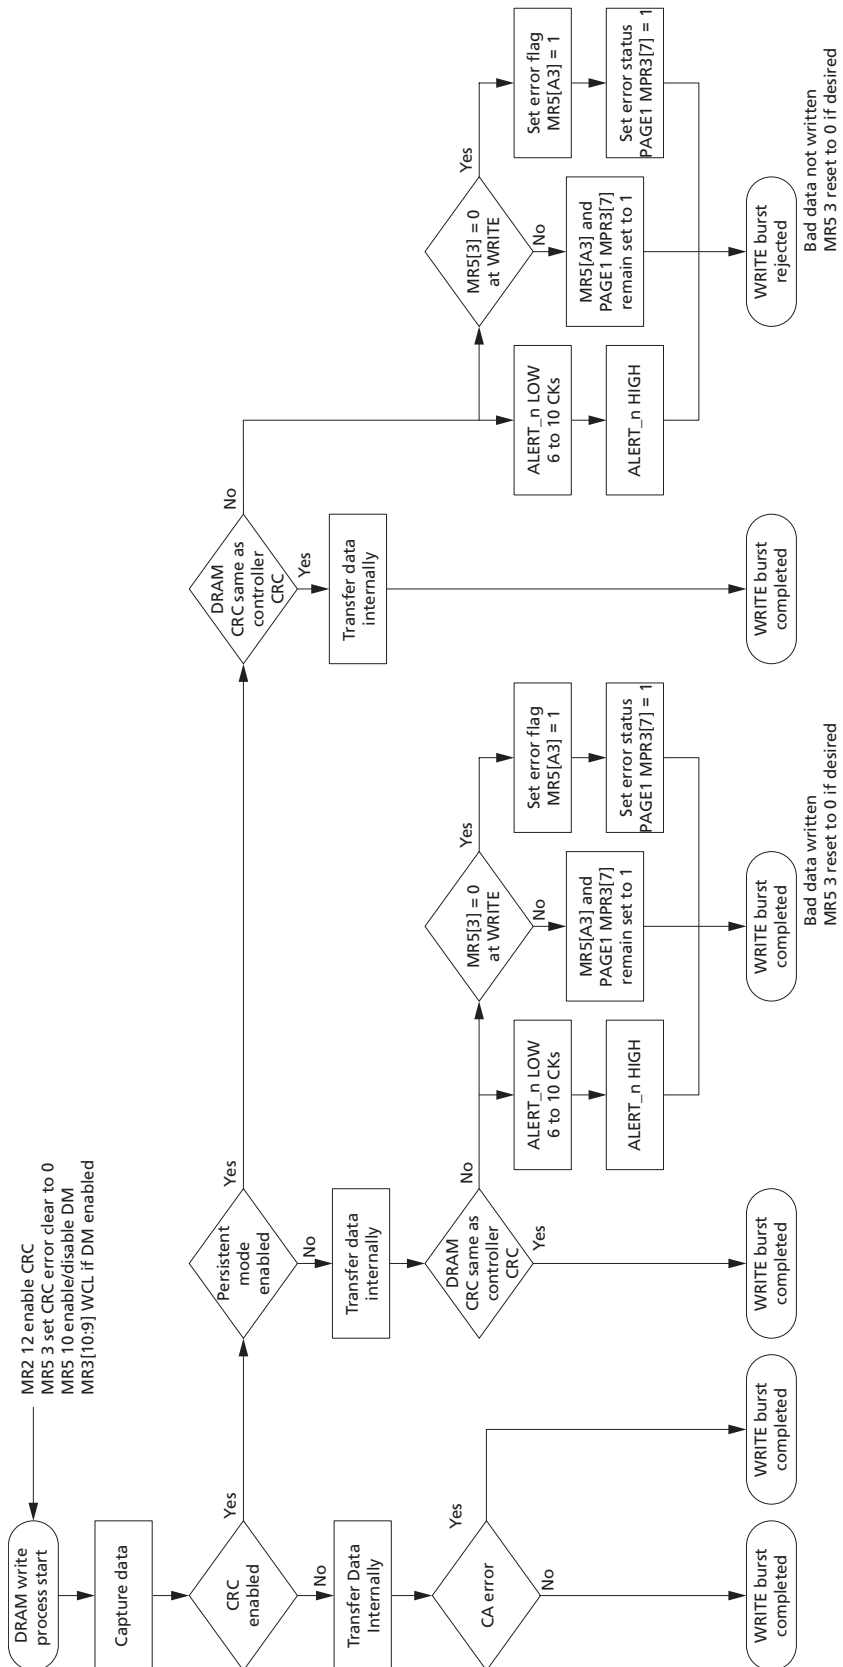 DRAM write
process start
MR2 12 enable CRC
MR5 3 set CRC error clear to 0
MR5 10 enable/disable DM
MR3[10:9] WCL if DM enabled
Capture data
CRC
enabled
Yes
No
Transfer Data
Internally
CA error
Yes
No
WRITE burst
completed
WRITE burst
completed
Persistent
mode
enabled
Yes
No
Transfer data
internally
DRAM
CRC same as
controller
CRC
No
Yes
WRITE burst
completed
ALERT_n LOW
6 to 10 CKs
ALERT_n HIGH
MR5[3] = 0
at WRITE
Yes
No
MR5[A3] and
PAGE1 MPR3[7]
remain set to 1
Set error flag
MR5[A3] = 1
Set error status
PAGE1 MPR3[7] = 1
WRITE burst
completed
Bad data written
MR5 3 reset to 0 if desired
DRAM
CRC same as
controller
CRC
No
Yes
Transfer data
internally
WRITE burst
completed
ALERT_n LOW
6 to 10 CKs
ALERT_n HIGH
MR5[3] = 0
at WRITE
Yes
No
MR5[A3] and
PAGE1 MPR3[7]
remain set to 1
Set error flag
MR5[A3] = 1
Set error status
PAGE1 MPR3[7] = 1
WRITE burst
rejected
Bad data not written
MR5 3 reset to 0 if desired